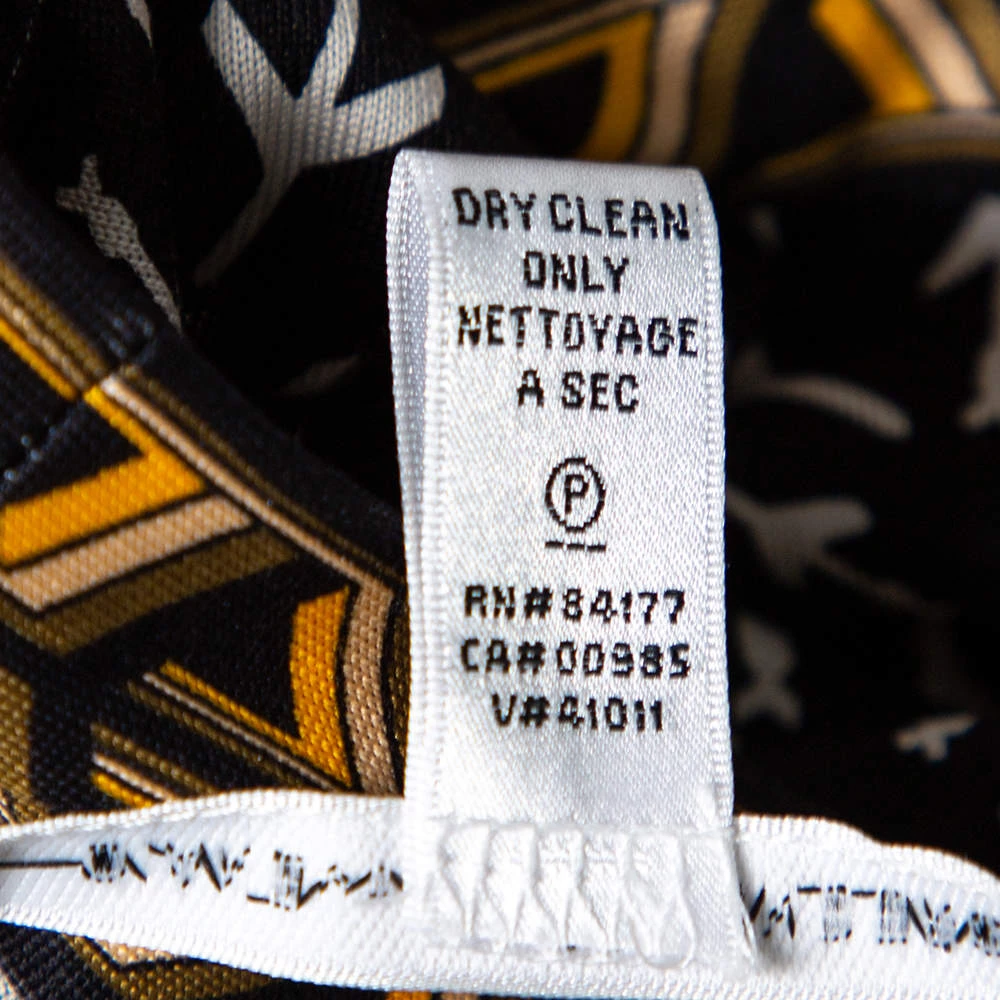 DRY CLEAN
ONLY
NETTOYAGE
A SEC
P
RN#84177
CA#00985
V#41011